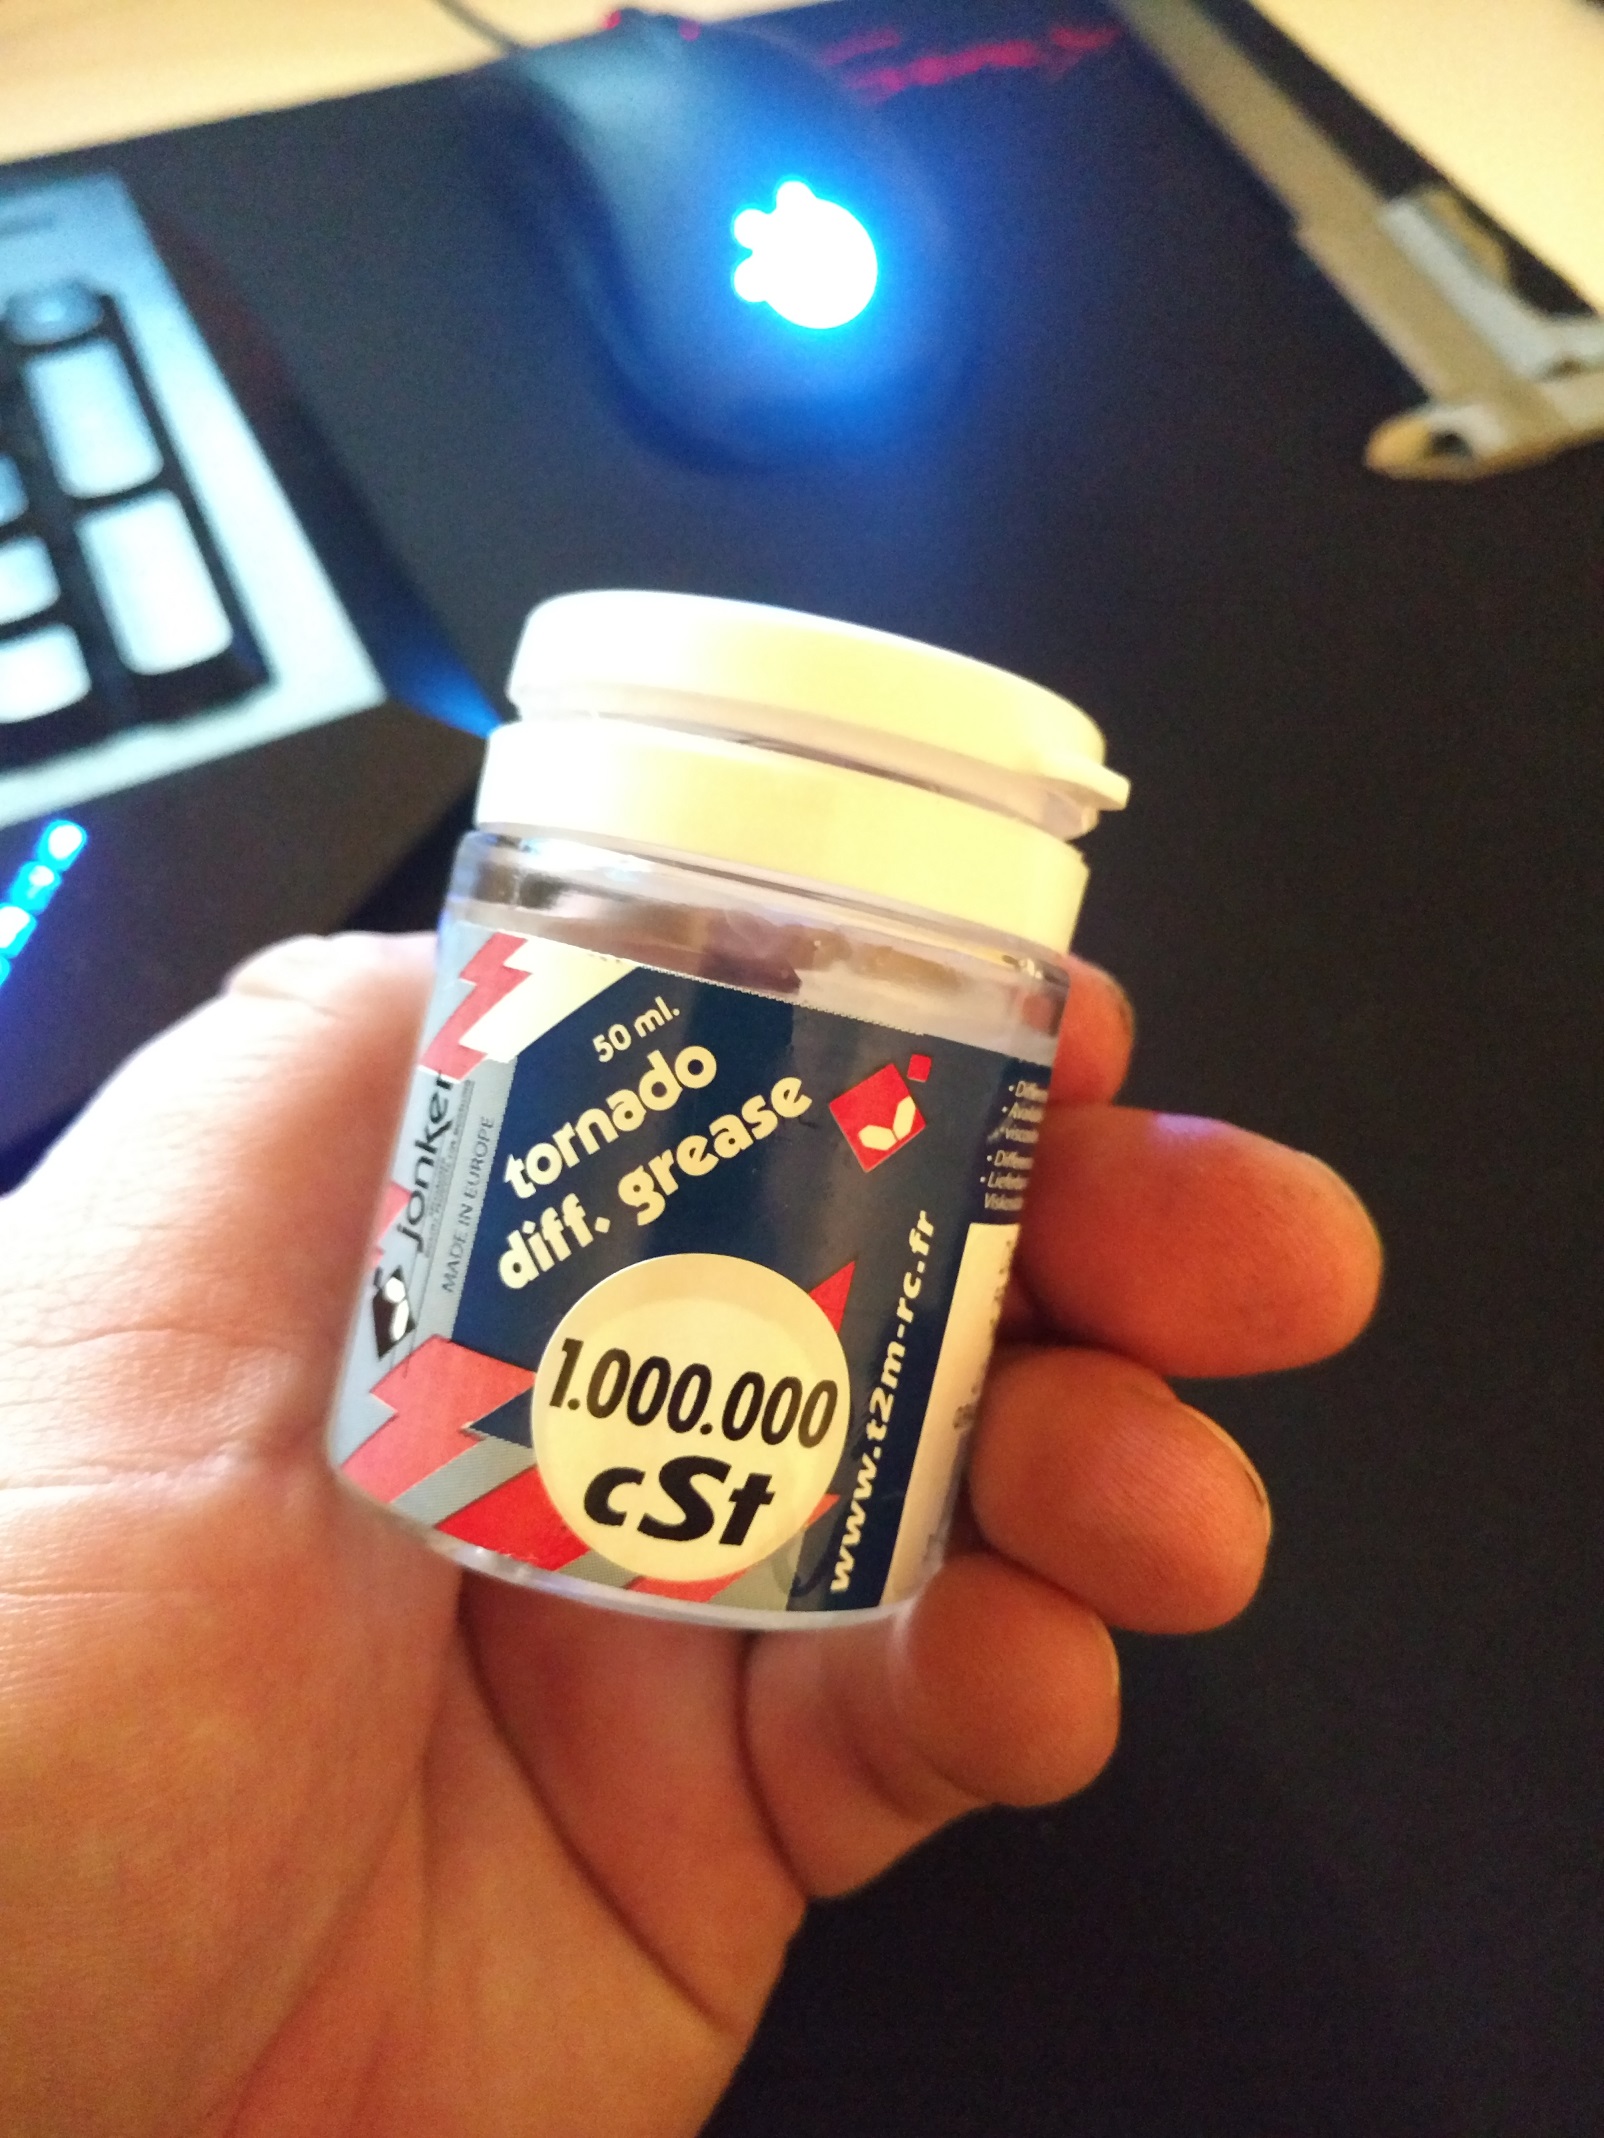 50 ml.
tornado
diff. grease
1.000.000
cSt
www.t2m-rc.fr
jonker
MADE IN EUROPE